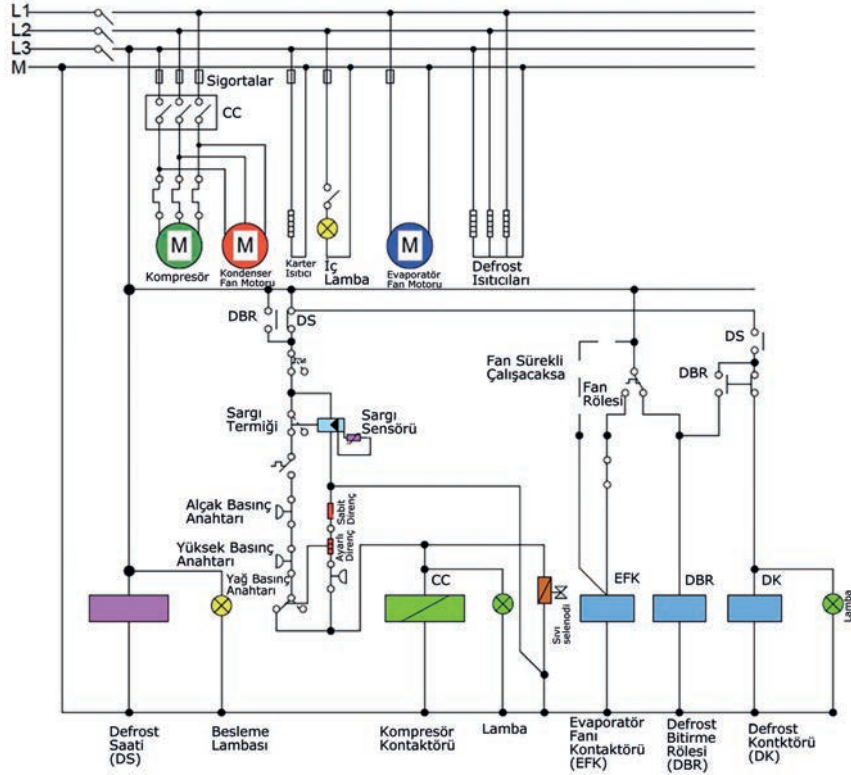 L1
L2
L3
M
Sigortalar
CC
M
M
M
Kompresör
Kondenser
Fan Motoru
Karter
Isıtıcı
İç
Lamba
Evaporatör
Fan Motoru
Defrost
Isıtıcıları
DBR
DS
DS
Fan Sürekli
Çalışacaksa
Fan
Rölesi
DBR
Sargı
Termiği
Sargı
Sensörü
Alçak Basınç
Anahtarı
Sabit
Direnç
Yüksek Basınç
Anahtarı
Ayarlı
Direnç
Yağ Basınç
Anahtarı
CC
EFK
DBR
DK
Sıvı
selenodi
Lamba
Defrost
Saati
(DS)
Besleme
Lambası
Kompresör
Kontaktörü
Lamba
Evaporatör
Fanı
Kontaktörü
(EFK)
Defrost
Bitirme
Rölesi
(DBR)
Defrost
Kontktörü
(DK)